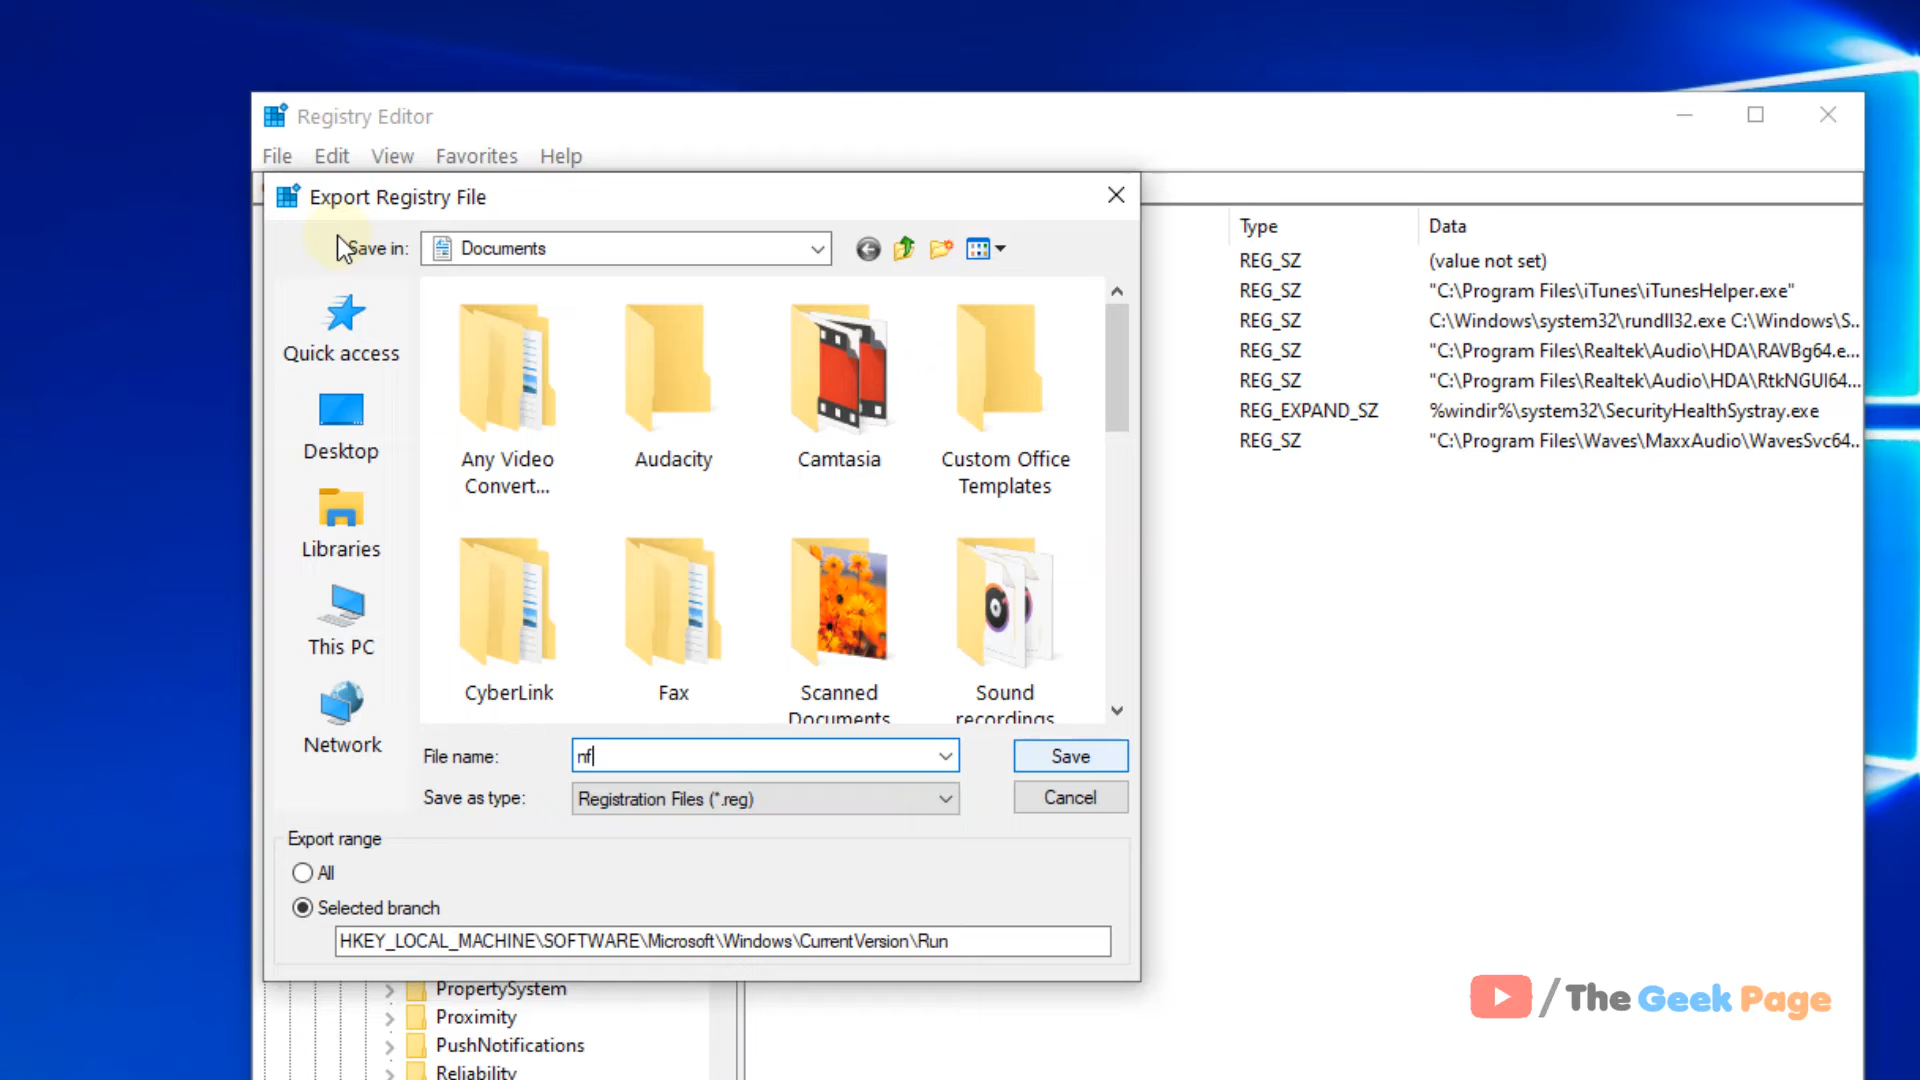 Registry Editor
File Edit View Favorites Help
Export Registry File
Save in: Documents
Quick access
Desktop
Libraries
This PC
Network
Any Video Convert...
Audacity
Camtasia
Custom Office Templates
CyberLink
Fax
Scanned Documents
Sound recordings
File name: nf Save
Save as type: Registration Files (*.reg) Cancel
Export range
All
Selected branch
HKEY_LOCAL_MACHINE\SOFTWARE\Microsoft\Windows\CurrentVersion\Run
Type Data
REG_SZ (value not set)
REG_SZ "C:\Program Files\iTunes\iTunesHelper.exe"
REG_SZ C:\Windows\system32\rundll32.exe C:\Windows\S...
REG_SZ "C:\Program Files\Realtek\Audio\HDA\RAVBg64.e...
REG_SZ "C:\Program Files\Realtek\Audio\HDA\RtkNGUI64...
REG_EXPAND_SZ %windir%\system32\SecurityHealthSystray.exe
REG_SZ "C:\Program Files\Waves\MaxxAudio\WavesSvc64...
PropertySystem
Proximity
PushNotifications
Reliability
/The Geek Page